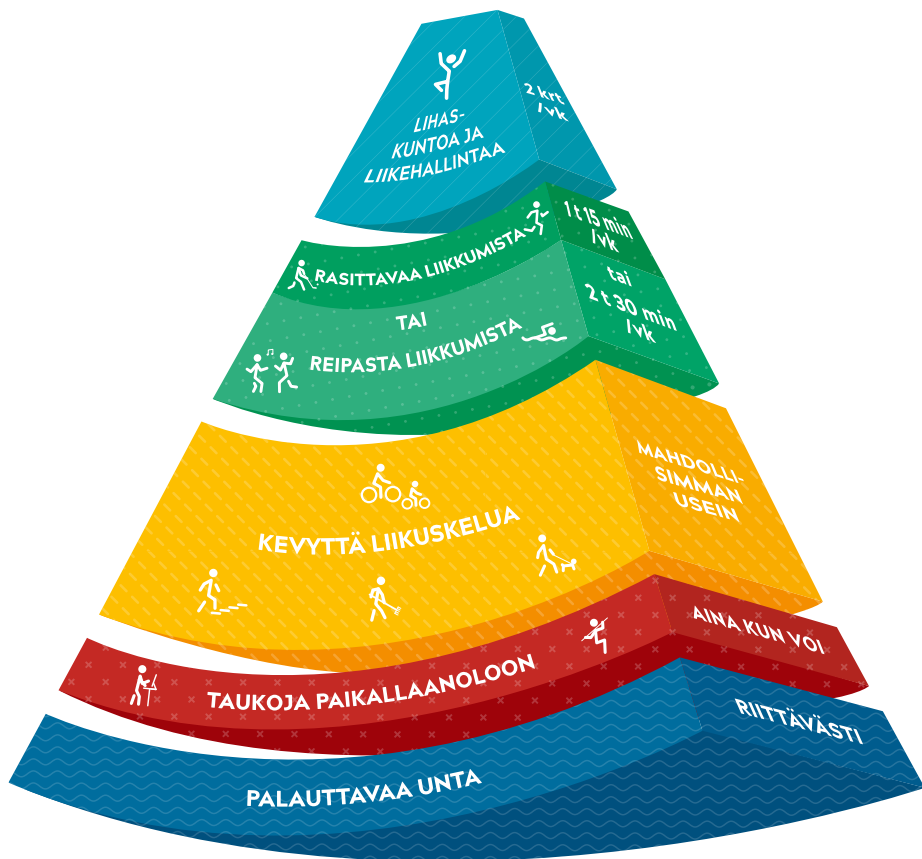 LIHAS-
KUNTOA JA
LIIKEHALLINTAA
2 krt
/vk
RASITTAVAA LIIKKUMISTA
1 t 15 min
/vk
TAI
REIPASTA LIIKKUMISTA
tai
2 t 30 min
/vk
KEVYTTÄ LIIKUSKELUA
MAHDOLLI-
SIMMAN
USEIN
TAUKOJA PAIKALLAANOLOON
AINA KUN VOI
PALAUTTAVAA UNTA
RIITTÄVÄSTI